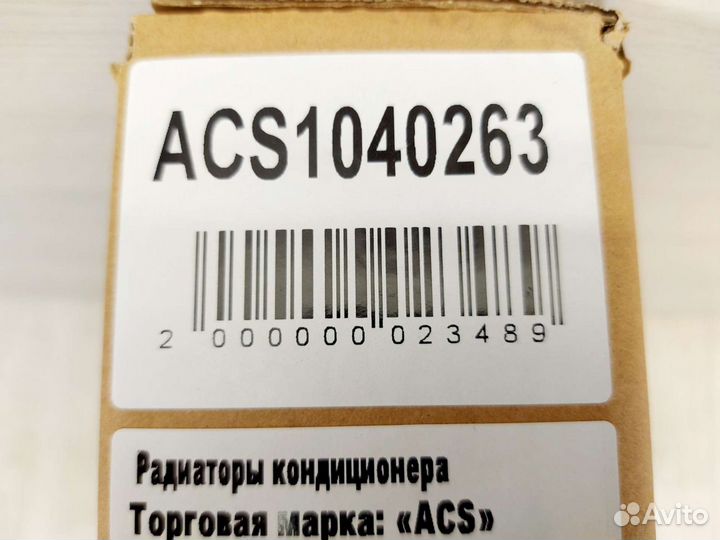 ACS1040263
2 000000 023489
Радиаторы кондиционера
Торговая марка: «ACS»
Avito